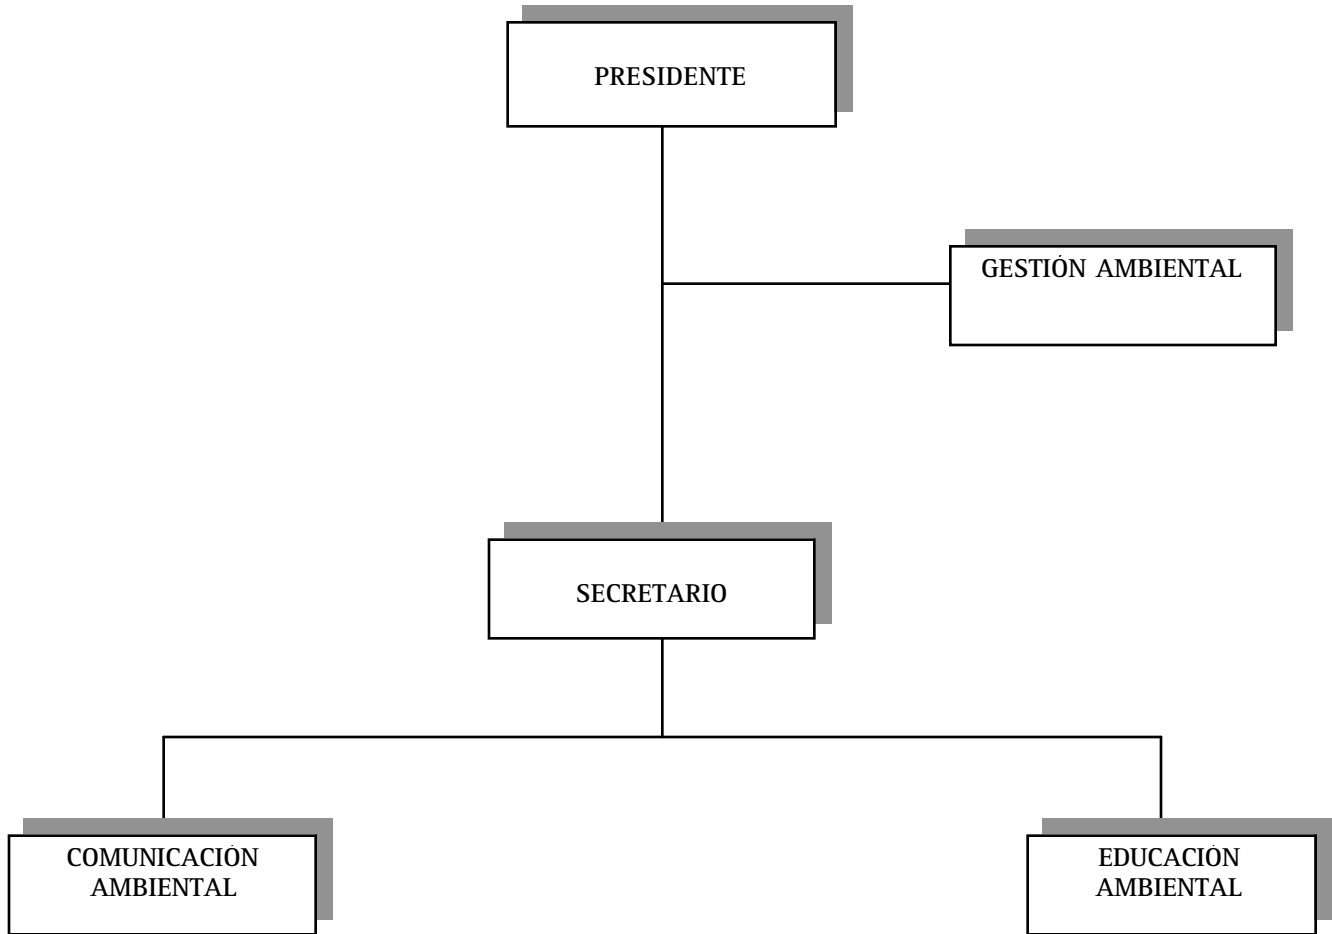 PRESIDENTE
GESTIÓN AMBIENTAL
SECRETARIO
COMUNICACIÓN
AMBIENTAL
EDUCACIÓN
AMBIENTAL